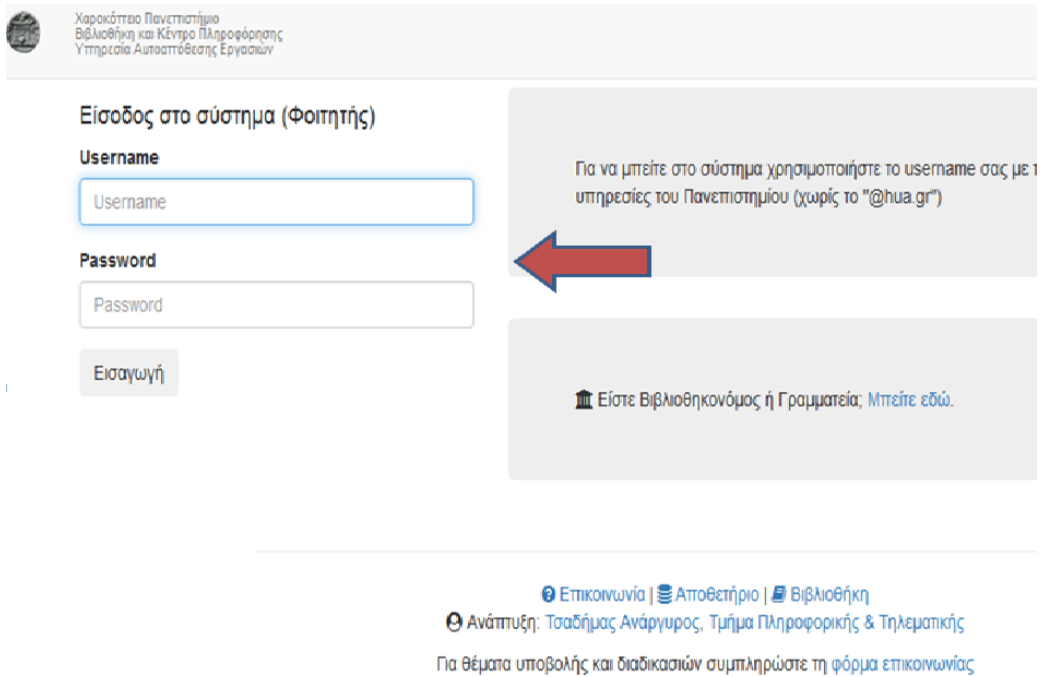 Χαροκόπειο Πανεπιστήμιο
Βιβλιοθήκη και Κέντρο Πληροφόρησης
Υπηρεσία Αυτοαπόθεσης Εργασιών
Είσοδος στο σύστημα (Φοιτητής)
Username
Username
Password
Password
Εισαγωγή
Για να μπείτε στο σύστημα χρησιμοποιήστε το username σας με
υπηρεσίες του Πανεπιστημίου (χωρίς το "@hua.gr")
Είστε Βιβλιοθηκονόμος ή Γραμματεία; Μπείτε εδώ.
Επικοινωνία | Αποθετήριο | Βιβλιοθήκη
Ανάπτυξη: Τσαδήμας Ανάργυρος, Τμήμα Πληροφορικής & Τηλεματικής
Για θέματα υποβολής και διαδικασιών συμπληρώστε τη φόρμα επικοινωνίας